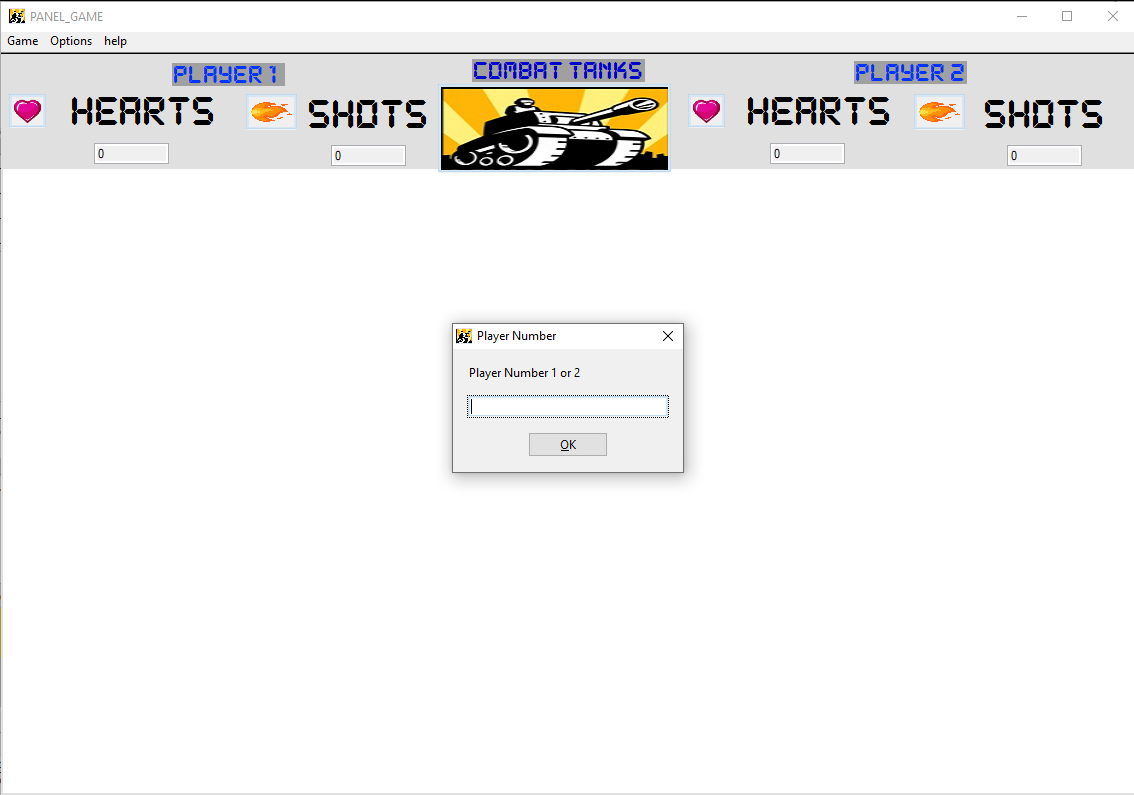 PANEL_GAME
Game Options help
PLAYER 1
COMBAT TANKS
PLAYER 2
HEARTS
SHOTS
HEARTS
SHOTS
0
0
0
0
Player Number
Player Number 1 or 2
OK